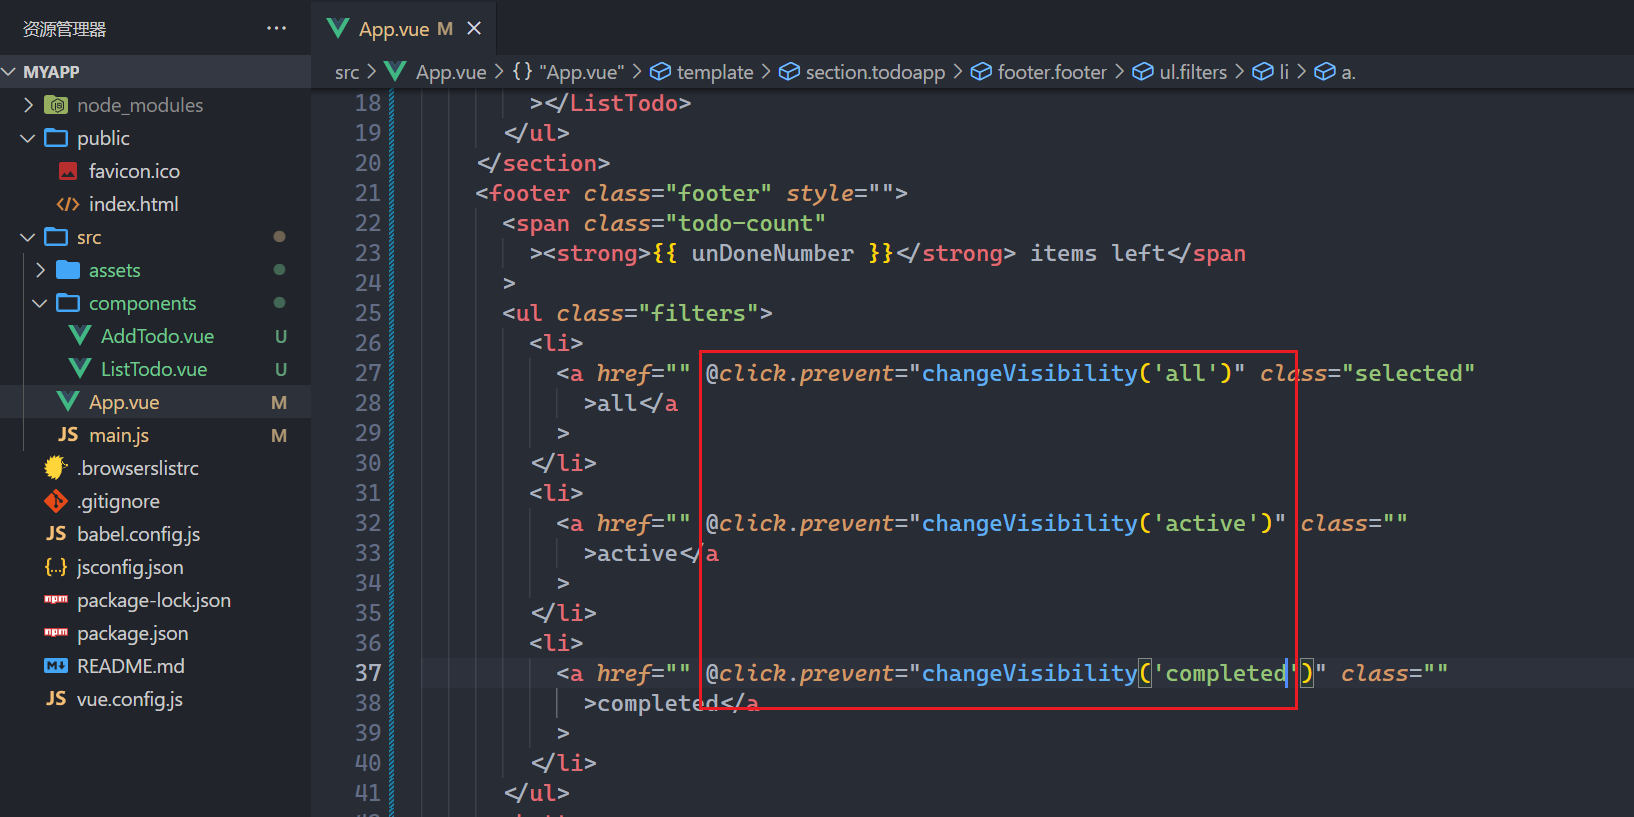 资源管理器 ···
MYAPP
node_modules
public
favicon.ico
index.html
src
assets
components
AddTodo.vue U
ListTodo.vue U
App.vue M
JS main.js M
.browserslistrc
.gitignore
JS babel.config.js
{..} jsconfig.json
npm package-lock.json
npm package.json
M↓ README.md
JS vue.config.js
App.vue M ×
src > App.vue > {} "App.vue" > template > section.todoapp > footer.footer > ul.filters > li > a.
18 ></ListTodo>
19 </ul>
20 </section>
21 <footer class="footer" style="">
22 <span class="todo-count"
23 ><strong>{{ unDoneNumber }}</strong> items left</span
24 >
25 <ul class="filters">
26 <li>
27 <a href="" @click.prevent="changeVisibility('all')" class="selected"
28 >all</a
29 >
30 </li>
31 <li>
32 <a href="" @click.prevent="changeVisibility('active')" class=""
33 >active</a
34 >
35 </li>
36 <li>
37 <a href="" @click.prevent="changeVisibility('completed')" class=""
38 >completed</a
39 >
40 </li>
41 </ul>